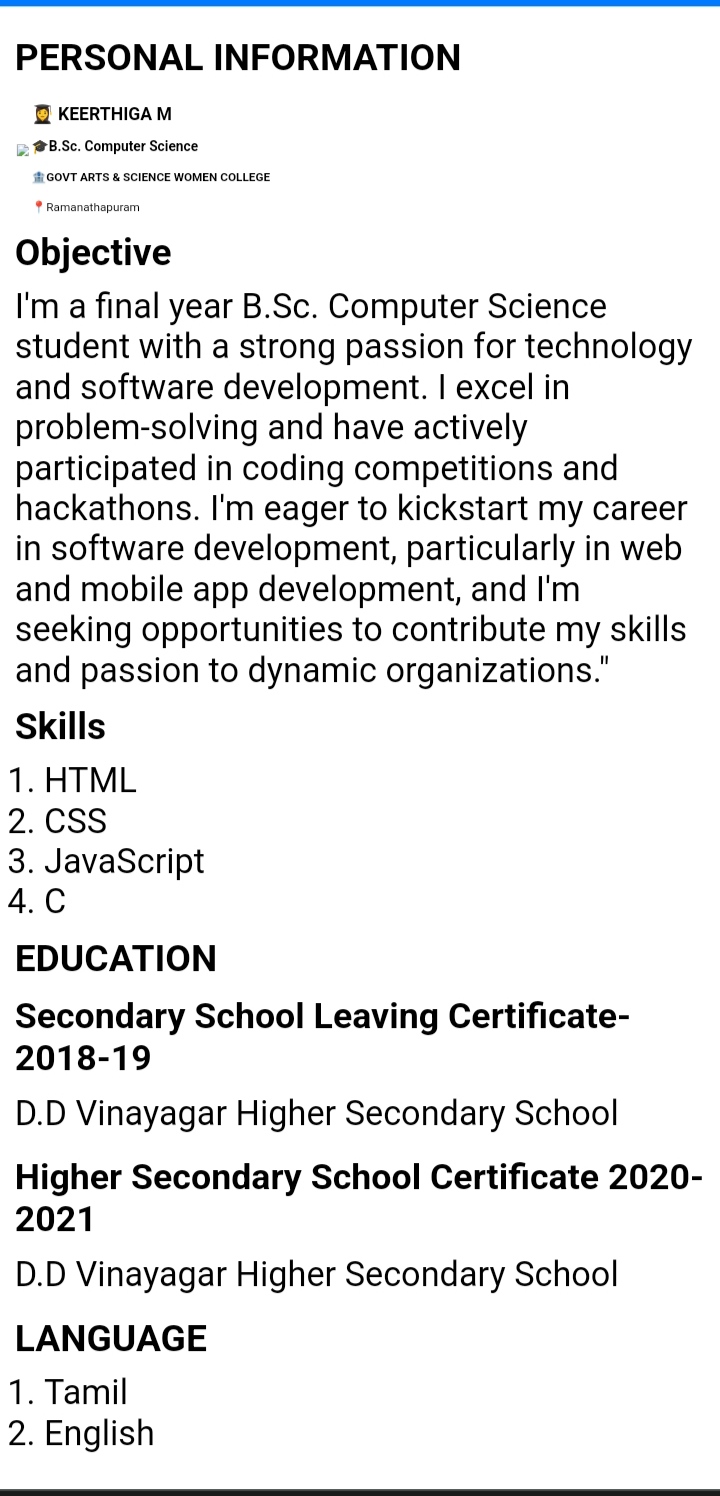 PERSONAL INFORMATION
👩‍🎓 KEERTHIGA M
🎓B.Sc. Computer Science
🏦GOVT ARTS & SCIENCE WOMEN COLLEGE
📍Ramanathapuram
Objective
I'm a final year B.Sc. Computer Science
student with a strong passion for technology
and software development. I excel in
problem-solving and have actively
participated in coding competitions and
hackathons. I'm eager to kickstart my career
in software development, particularly in web
and mobile app development, and I'm
seeking opportunities to contribute my skills
and passion to dynamic organizations."
Skills
1. HTML
2. CSS
3. JavaScript
4. C
EDUCATION
Secondary School Leaving Certificate-
2018-19
D.D Vinayagar Higher Secondary School
Higher Secondary School Certificate 2020-
2021
D.D Vinayagar Higher Secondary School
LANGUAGE
1. Tamil
2. English